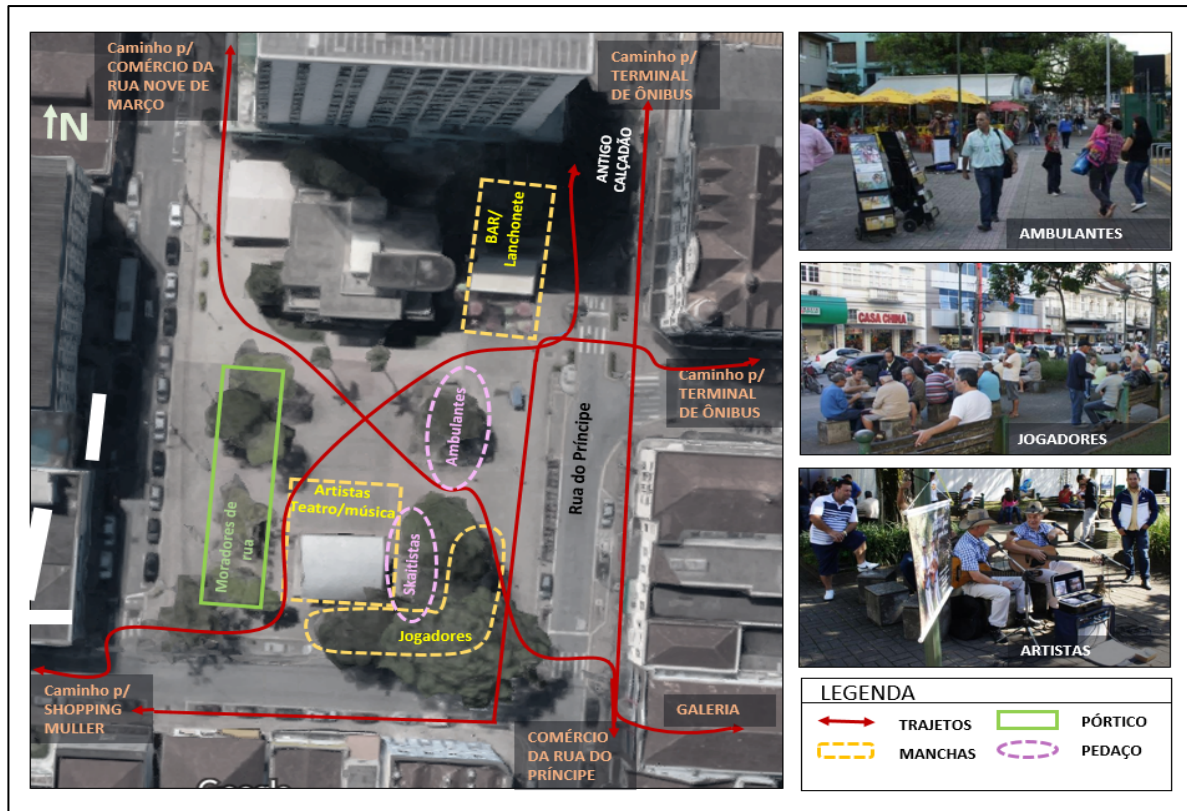 Caminho p/
COMÉRCIO DA
RUA NOVE DE
MARÇO
N
Caminho p/
TERMINAL
DE ÔNIBUS
ANTIGO
CALÇADÃO
BAR/
Lanchonete
Caminho p/
TERMINAL
DE ÔNIBUS
Rua do Príncipe
Ambulantes
Artistas
Teatro/música
Skaitistas
Moradores de
rua
Jogadores
Caminho p/
SHOPPING
MULLER
GALERIA
COMÉRCIO
DA RUA DO
PRÍNCIPE
Google
AMBULANTES
CASA CHINA
JOGADORES
ARTISTAS
LEGENDA
TRAJETOS
PÓRTICO
MANCHAS
PEDAÇO